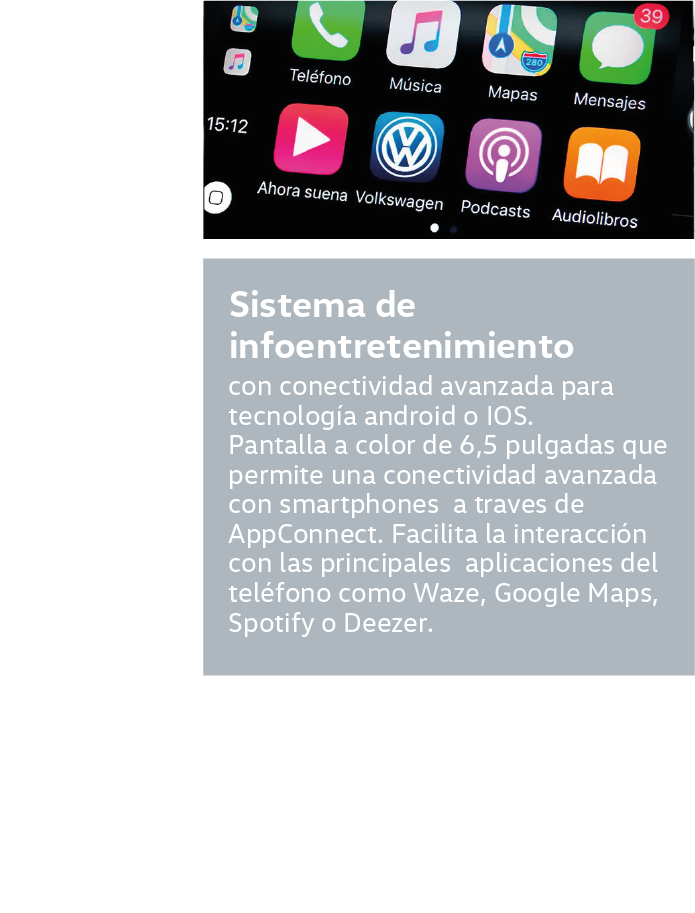 39
280
Teléfono
Música
Mapas
Mensajes
15:12
Ahora suena
Volkswagen
Podcasts
Audiolibros
Sistema de
infoentretenimiento
con conectividad avanzada para
tecnología android o IOS.
Pantalla a color de 6,5 pulgadas que
permite una conectividad avanzada
con smartphones  a traves de
AppConnect. Facilita la interacción
con las principales  aplicaciones del
teléfono como Waze, Google Maps,
Spotify o Deezer.